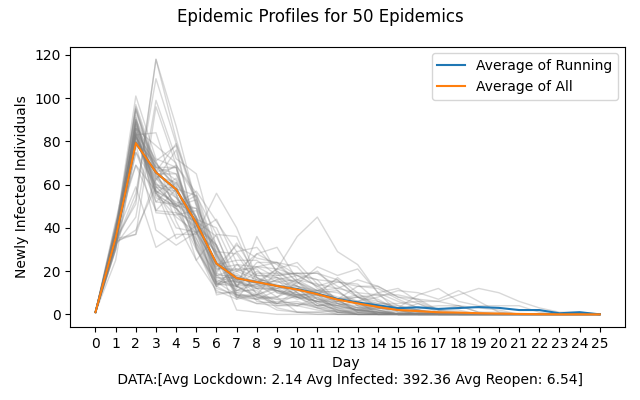 Epidemic Profiles for 50 Epidemics
120
100
80
60
40
20
0
Newly Infected Individuals
Average of Running
Average of All
0 1 2 3 4 5 6 7 8 9 10 11 12 13 14 15 16 17 18 19 20 21 22 23 24 25
Day
DATA:[Avg Lockdown: 2.14 Avg Infected: 392.36 Avg Reopen: 6.54]